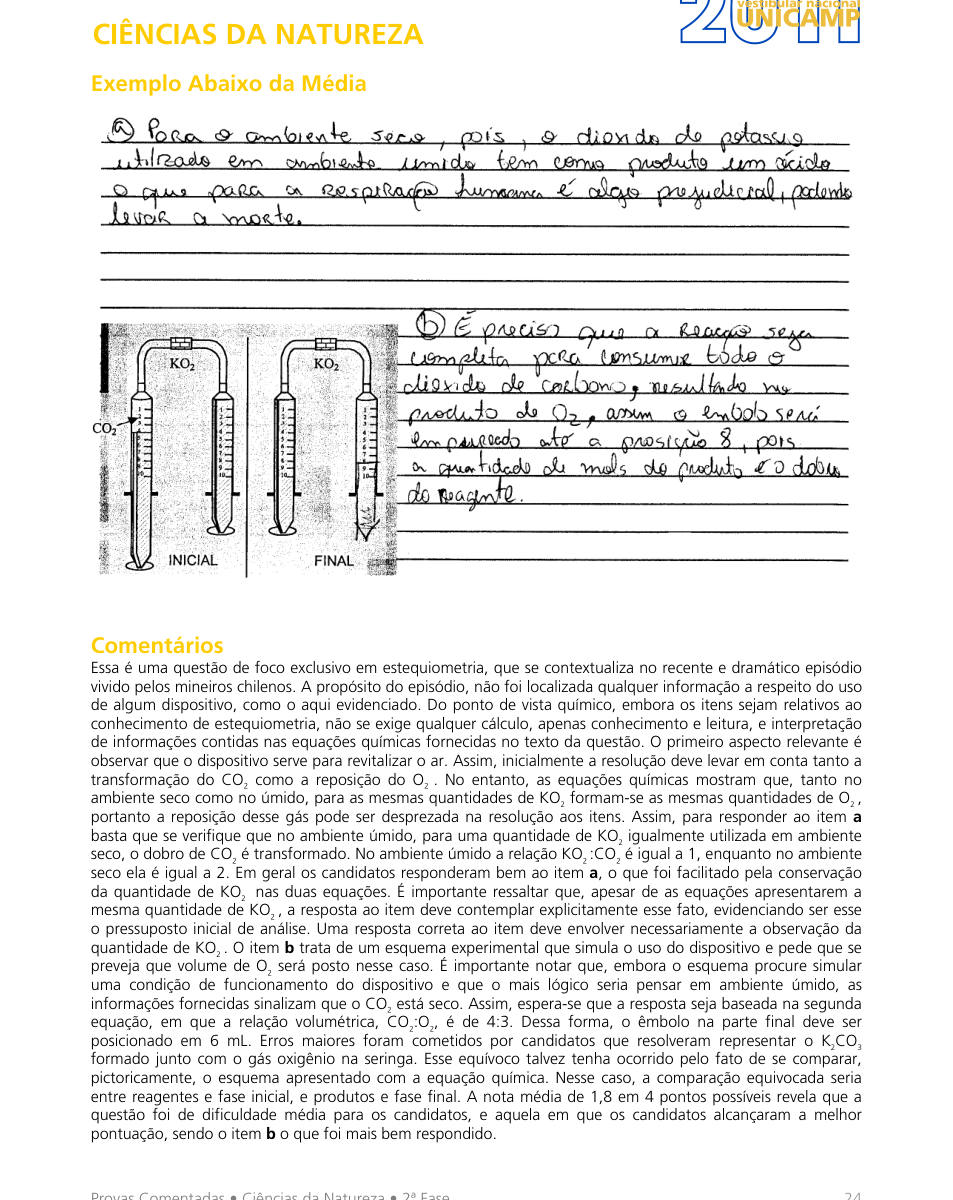 2011
vestibular nacional
UNICAMP
CIÊNCIAS DA NATUREZA
Exemplo Abaixo da Média
a) Para o ambiente seco, pois, o dioxido de potassio
utilizado em ambiente umido tem como produto um ácido
o que para a respiração humana é algo prejudicial, podendo
levar a morte.
b) É preciso que a reação seja
completa para consumir todo o
dioxido de carbono, resultando no
produto de O₂, assim o embolo será
empurrado até a prosição 8, pois
a quantidade de mols do produto é o dobro
do reagente.
KO₂ KO₂
CO₂
INICIAL FINAL
Comentários
Essa é uma questão de foco exclusivo em estequiometria, que se contextualiza no recente e dramático episódio
vivido pelos mineiros chilenos. A propósito do episódio, não foi localizada qualquer informação a respeito do uso
de algum dispositivo, como o aqui evidenciado. Do ponto de vista químico, embora os itens sejam relativos ao
conhecimento de estequiometria, não se exige qualquer cálculo, apenas conhecimento e leitura, e interpretação
de informações contidas nas equações químicas fornecidas no texto da questão. O primeiro aspecto relevante é
observar que o dispositivo serve para revitalizar o ar. Assim, inicialmente a resolução deve levar em conta tanto a
transformação do CO₂ como a reposição do O₂ . No entanto, as equações químicas mostram que, tanto no
ambiente seco como no úmido, para as mesmas quantidades de KO₂ formam-se as mesmas quantidades de O₂ ,
portanto a reposição desse gás pode ser desprezada na resolução aos itens. Assim, para responder ao item a
basta que se verifique que no ambiente úmido, para uma quantidade de KO₂ igualmente utilizada em ambiente
seco, o dobro de CO₂ é transformado. No ambiente úmido a relação KO₂ :CO₂ é igual a 1, enquanto no ambiente
seco ela é igual a 2. Em geral os candidatos responderam bem ao item a, o que foi facilitado pela conservação
da quantidade de KO₂ nas duas equações. É importante ressaltar que, apesar de as equações apresentarem a
mesma quantidade de KO₂ , a resposta ao item deve contemplar explicitamente esse fato, evidenciando ser esse
o pressuposto inicial de análise. Uma resposta correta ao item deve envolver necessariamente a observação da
quantidade de KO₂ . O item b trata de um esquema experimental que simula o uso do dispositivo e pede que se
preveja que volume de O₂ será posto nesse caso. É importante notar que, embora o esquema procure simular
uma condição de funcionamento do dispositivo e que o mais lógico seria pensar em ambiente úmido, as
informações fornecidas sinalizam que o CO₂ está seco. Assim, espera-se que a resposta seja baseada na segunda
equação, em que a relação volumétrica, CO₂:O₂, é de 4:3. Dessa forma, o êmbolo na parte final deve ser
posicionado em 6 mL. Erros maiores foram cometidos por candidatos que resolveram representar o K₂CO₃
formado junto com o gás oxigênio na seringa. Esse equívoco talvez tenha ocorrido pelo fato de se comparar,
pictoricamente, o esquema apresentado com a equação química. Nesse caso, a comparação equivocada seria
entre reagentes e fase inicial, e produtos e fase final. A nota média de 1,8 em 4 pontos possíveis revela que a
questão foi de dificuldade média para os candidatos, e aquela em que os candidatos alcançaram a melhor
pontuação, sendo o item b o que foi mais bem respondido.
Provas Comentadas • Ciências da Natureza • 2ª Fase 24